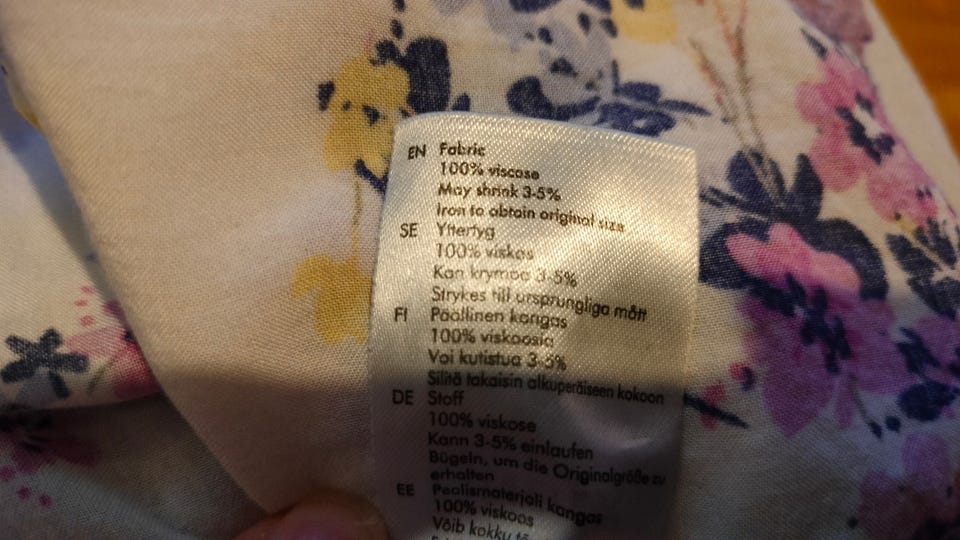 EN Fabric
100% viscose
May shrink 3-5%
Iron to obtain original size
SE Yttertyg
100% viskos
Kan krympa 3-5%
Strykes till ursprungliga mått
FI Päällinen kangas
100% viskoosia
Voi kutistua 3-5%
Silitä takaisin alkuperäiseen kokoon
DE Stoff
100% viskose
Kann 3-5% einlaufen
Bügeln, um die Originalgröße zu
erhalten
EE Pealismaterjali kangas
100% viskoos
Võib kokku